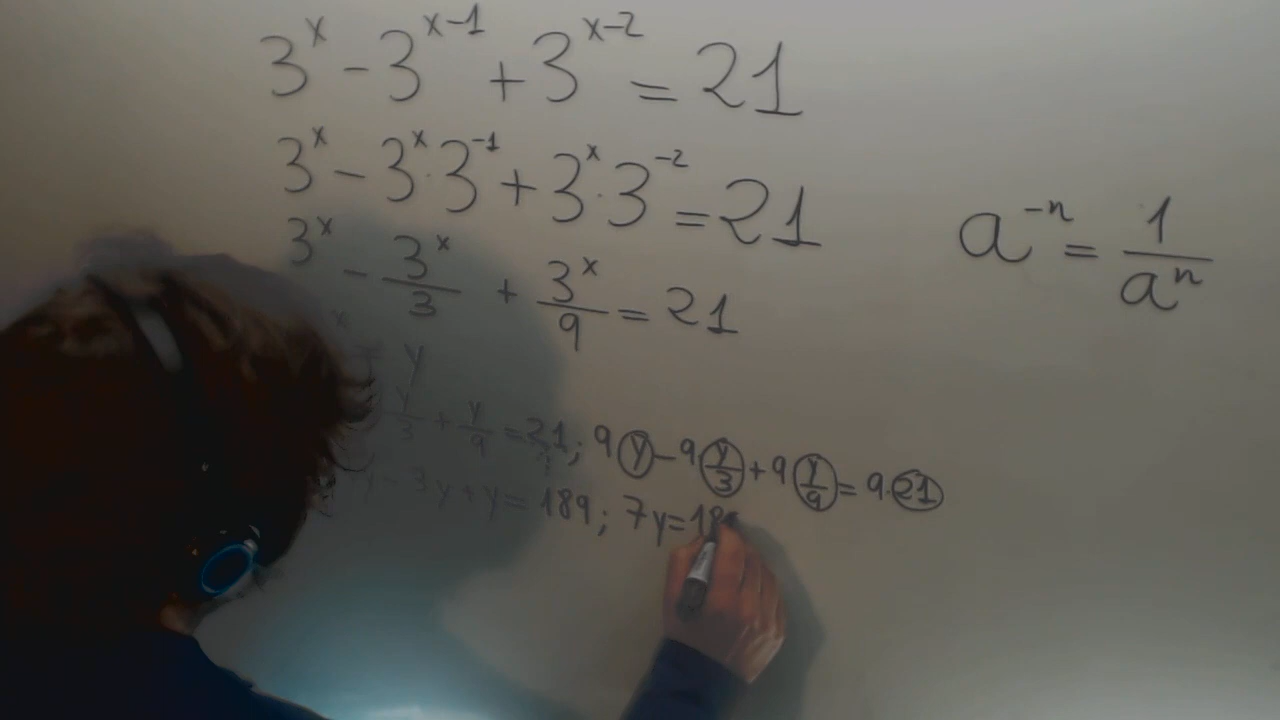 3^x - 3^{x-1} + 3^{x-2} = 21
3^x - 3^x · 3^{-1} + 3^x · 3^{-2} = 21
3^x - 3^x/3 + 3^x/9 = 21
a^{-n} = 1/a^n
= y
y/3 + y/9 = 21; 9 y - 9 y/3 + 9 y/9 = 9·21
y - 3y + y = 189; 7y = 18